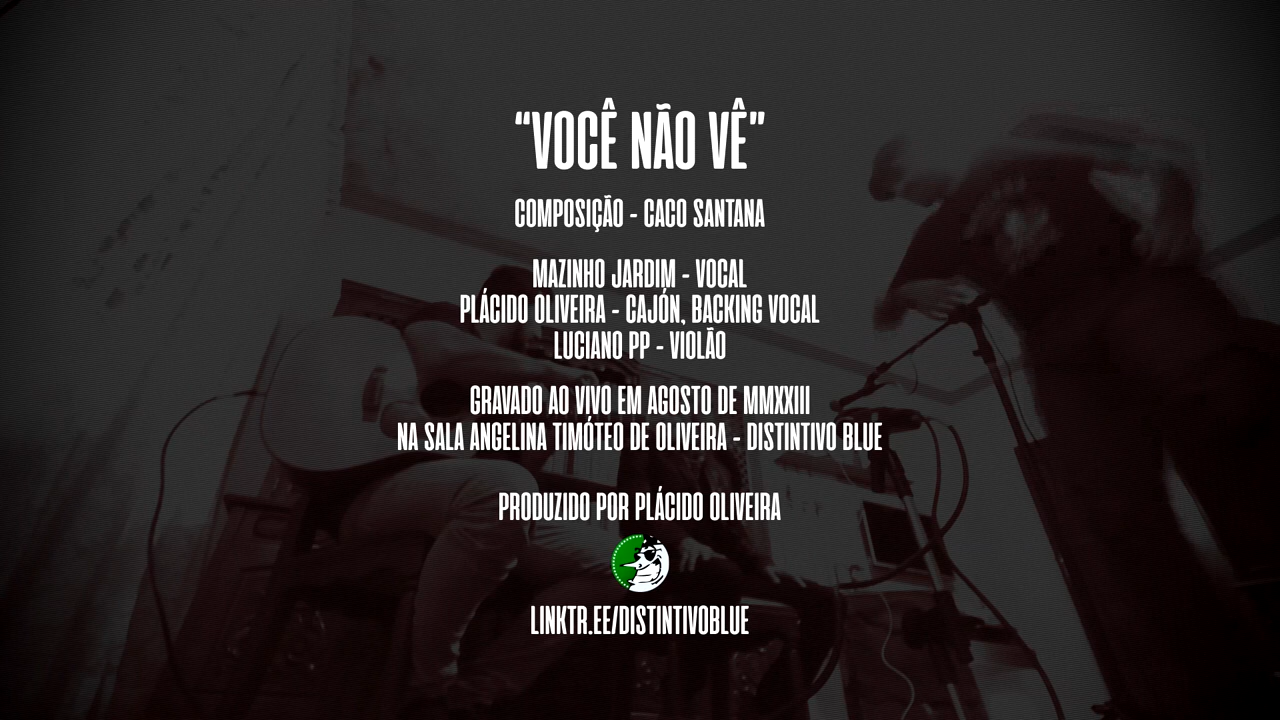 “VOCÊ NÃO VÊ”
COMPOSIÇÃO - CACO SANTANA
MAZINHO JARDIM - VOCAL
PLÁCIDO OLIVEIRA - CAJÓN, BACKING VOCAL
LUCIANO PP - VIOLÃO
GRAVADO AO VIVO EM AGOSTO DE MMXXIII
NA SALA ANGELINA TIMÓTEO DE OLIVEIRA - DISTINTIVO BLUE
PRODUZIDO POR PLÁCIDO OLIVEIRA
LINKTR.EE/DISTINTIVOBLUE